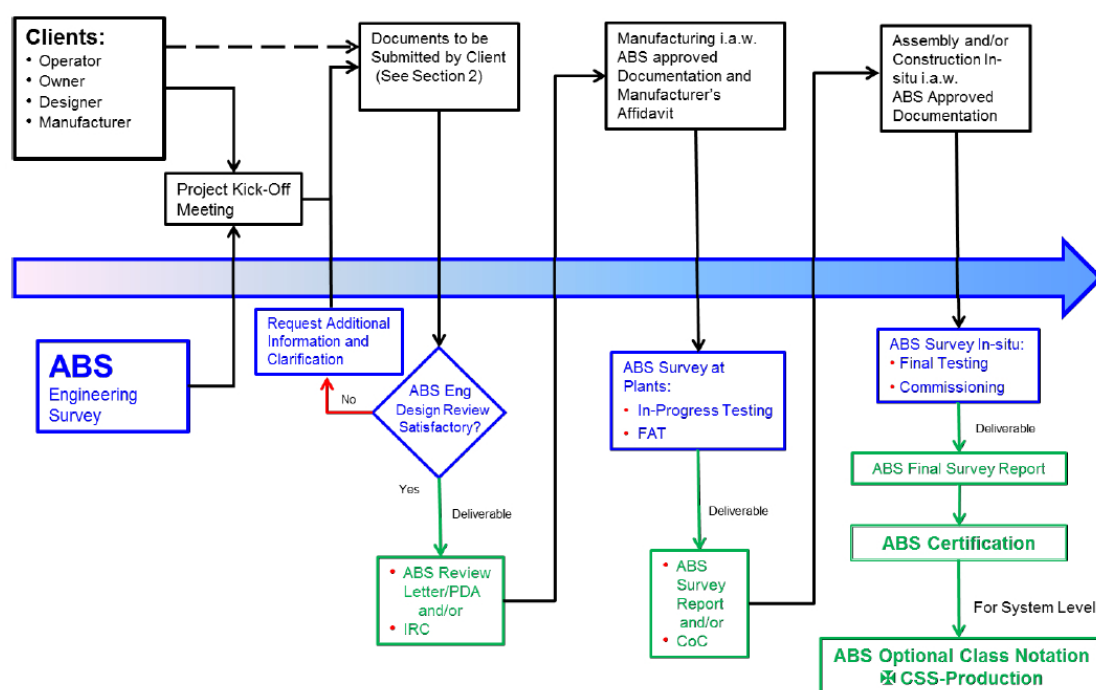 Clients:
• Operator
• Owner
• Designer
• Manufacturer
Documents to be
Submitted by Client
(See Section 2)
Manufacturing i.a.w.
ABS approved
Documentation and
Manufacturer's
Affidavit
Assembly and/or
Construction In-
situ i.a.w.
ABS Approved
Documentation
Project Kick-Off
Meeting
ABS
Engineering
Survey
Request Additional
Information and
Clarification
No
ABS Eng
Design Review
Satisfactory?
Yes
Deliverable
• ABS Review
Letter/PDA
and/or
• IRC
ABS Survey at
Plants:
• In-Progress Testing
• FAT
Deliverable
• ABS
Survey
Report
and/or
• CoC
ABS Survey In-situ:
• Final Testing
• Commissioning
Deliverable
ABS Final Survey Report
ABS Certification
For System Level
ABS Optional Class Notation
✠ CSS-Production